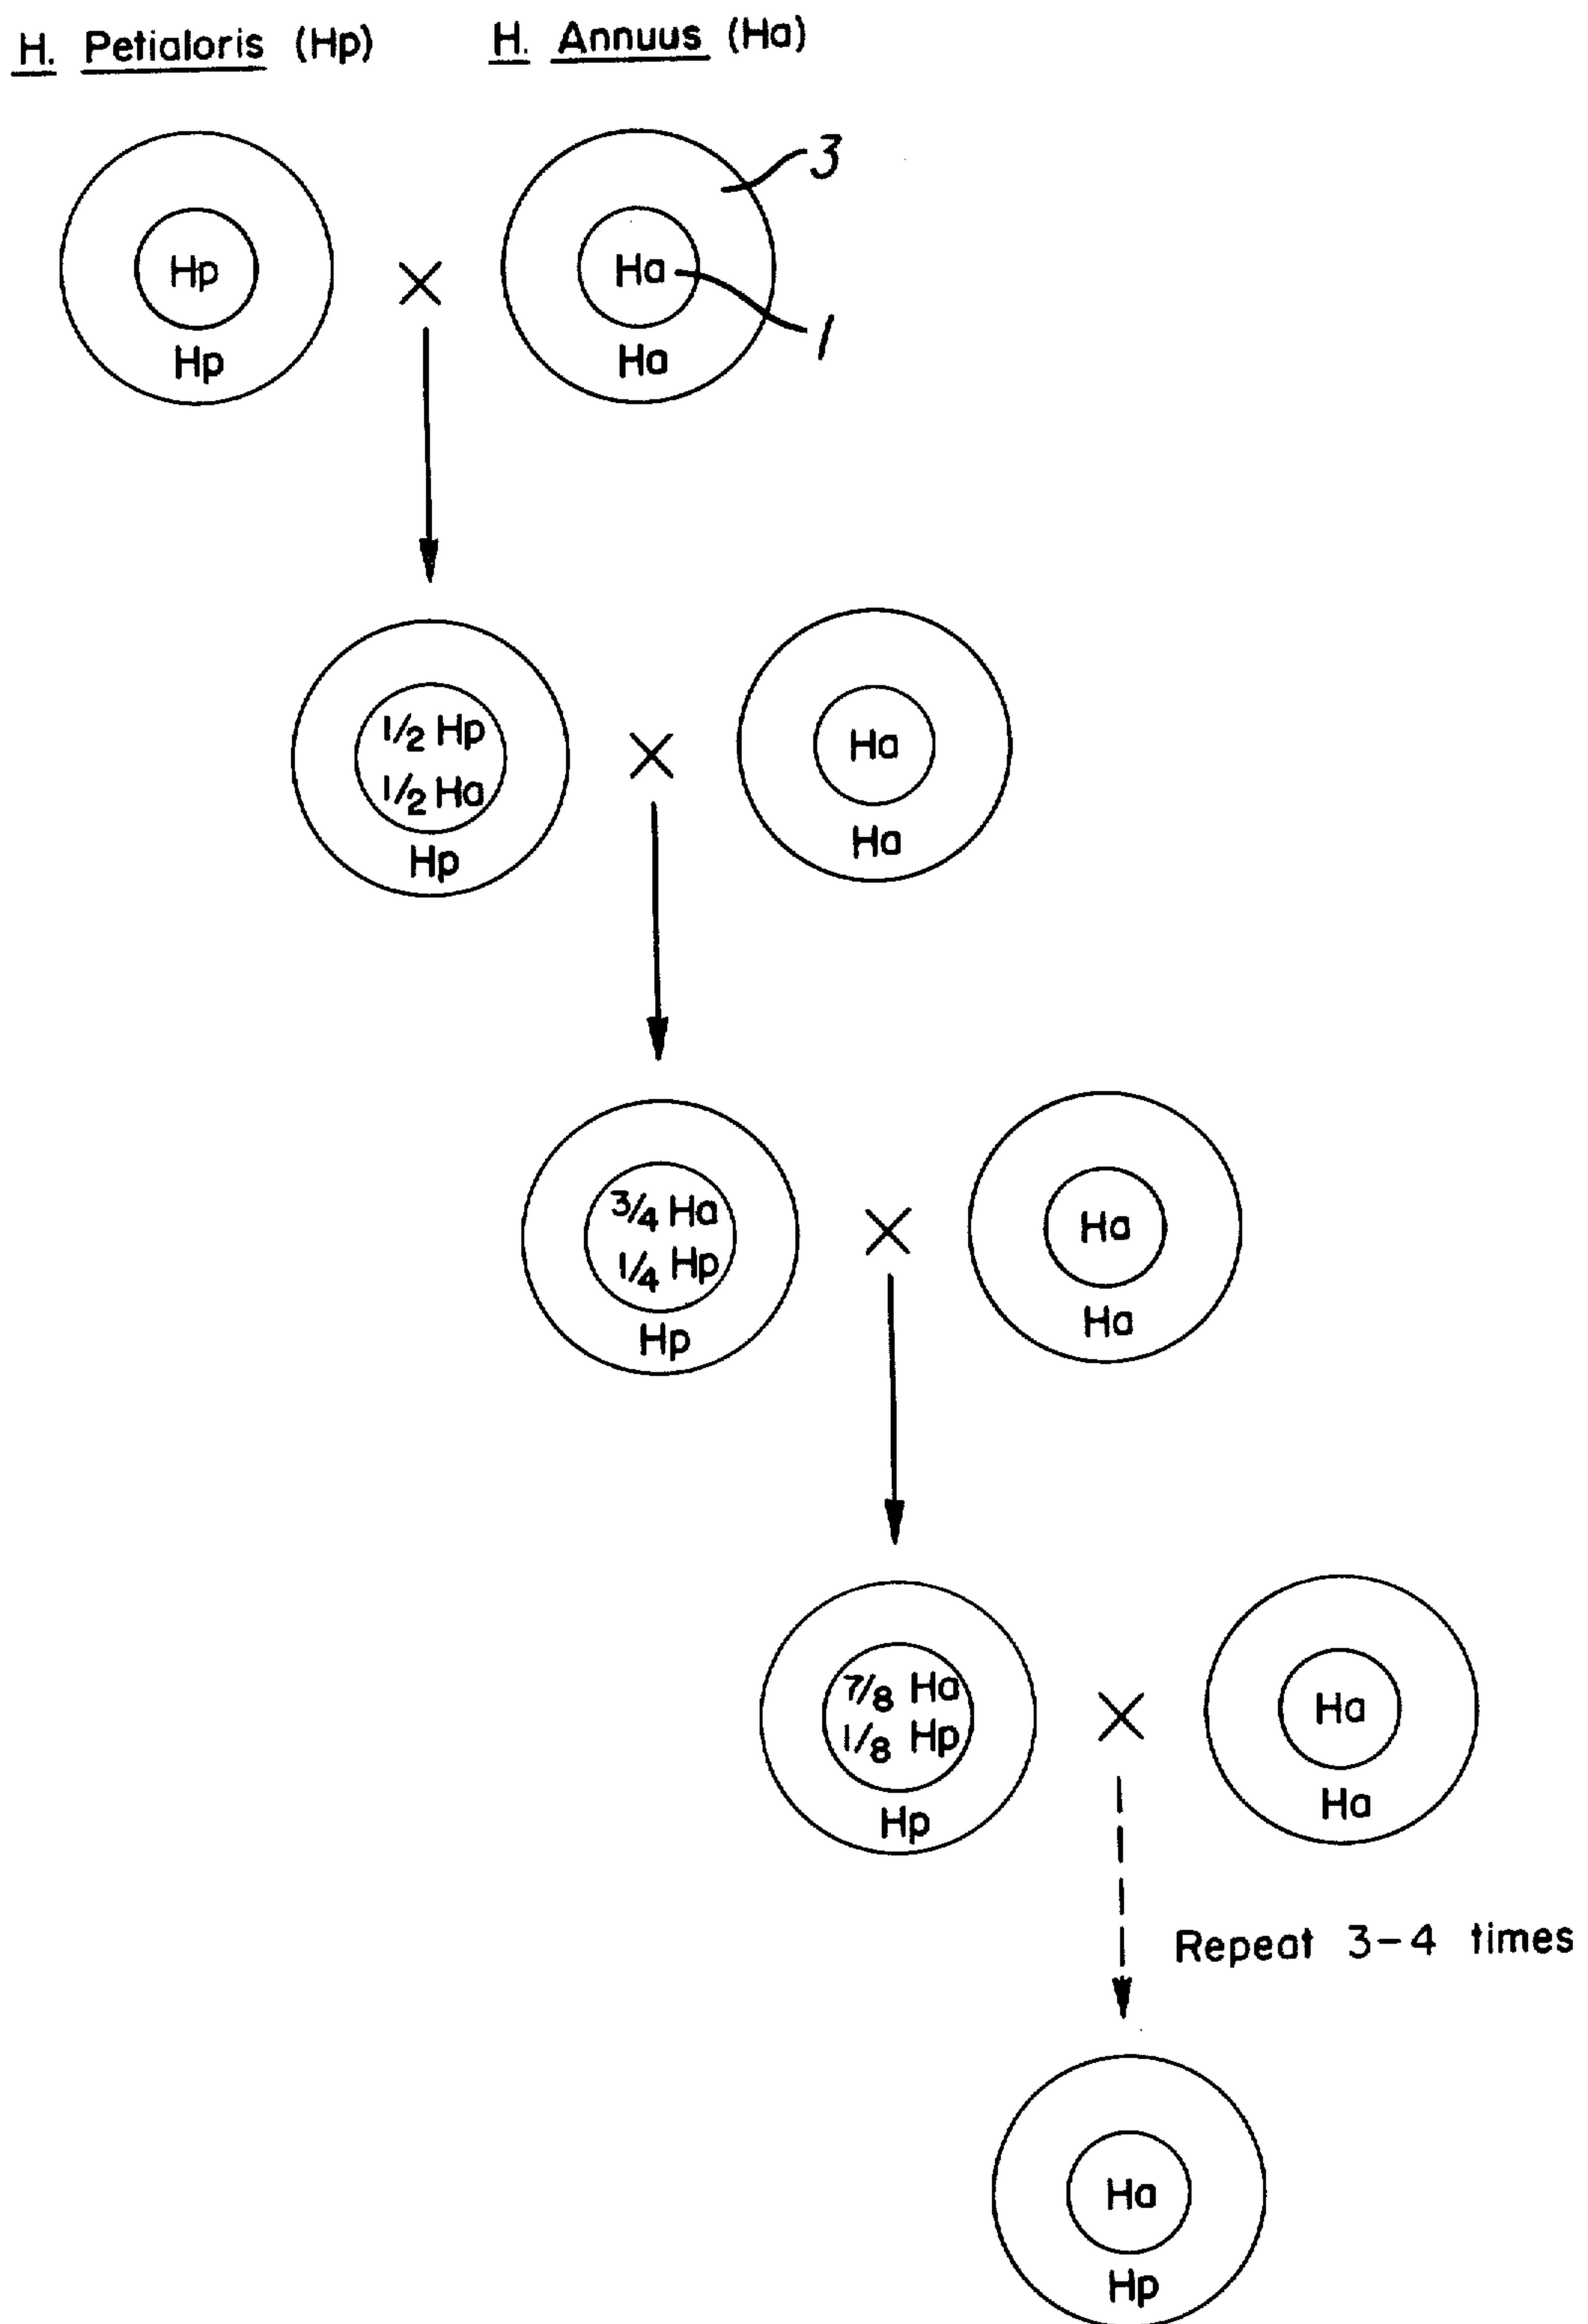 H. Petialoris (Hp) H. Annuus (Ha)
3
Hp Ha
1
Hp Ha
1/2 Hp
1/2 Ha
Ha
Hp Ha
3/4 Ha
1/4 Hp
Ha
Hp Ha
7/8 Ha
1/8 Hp
Ha
Hp Ha
Repeat 3-4 times
Ha
Hp